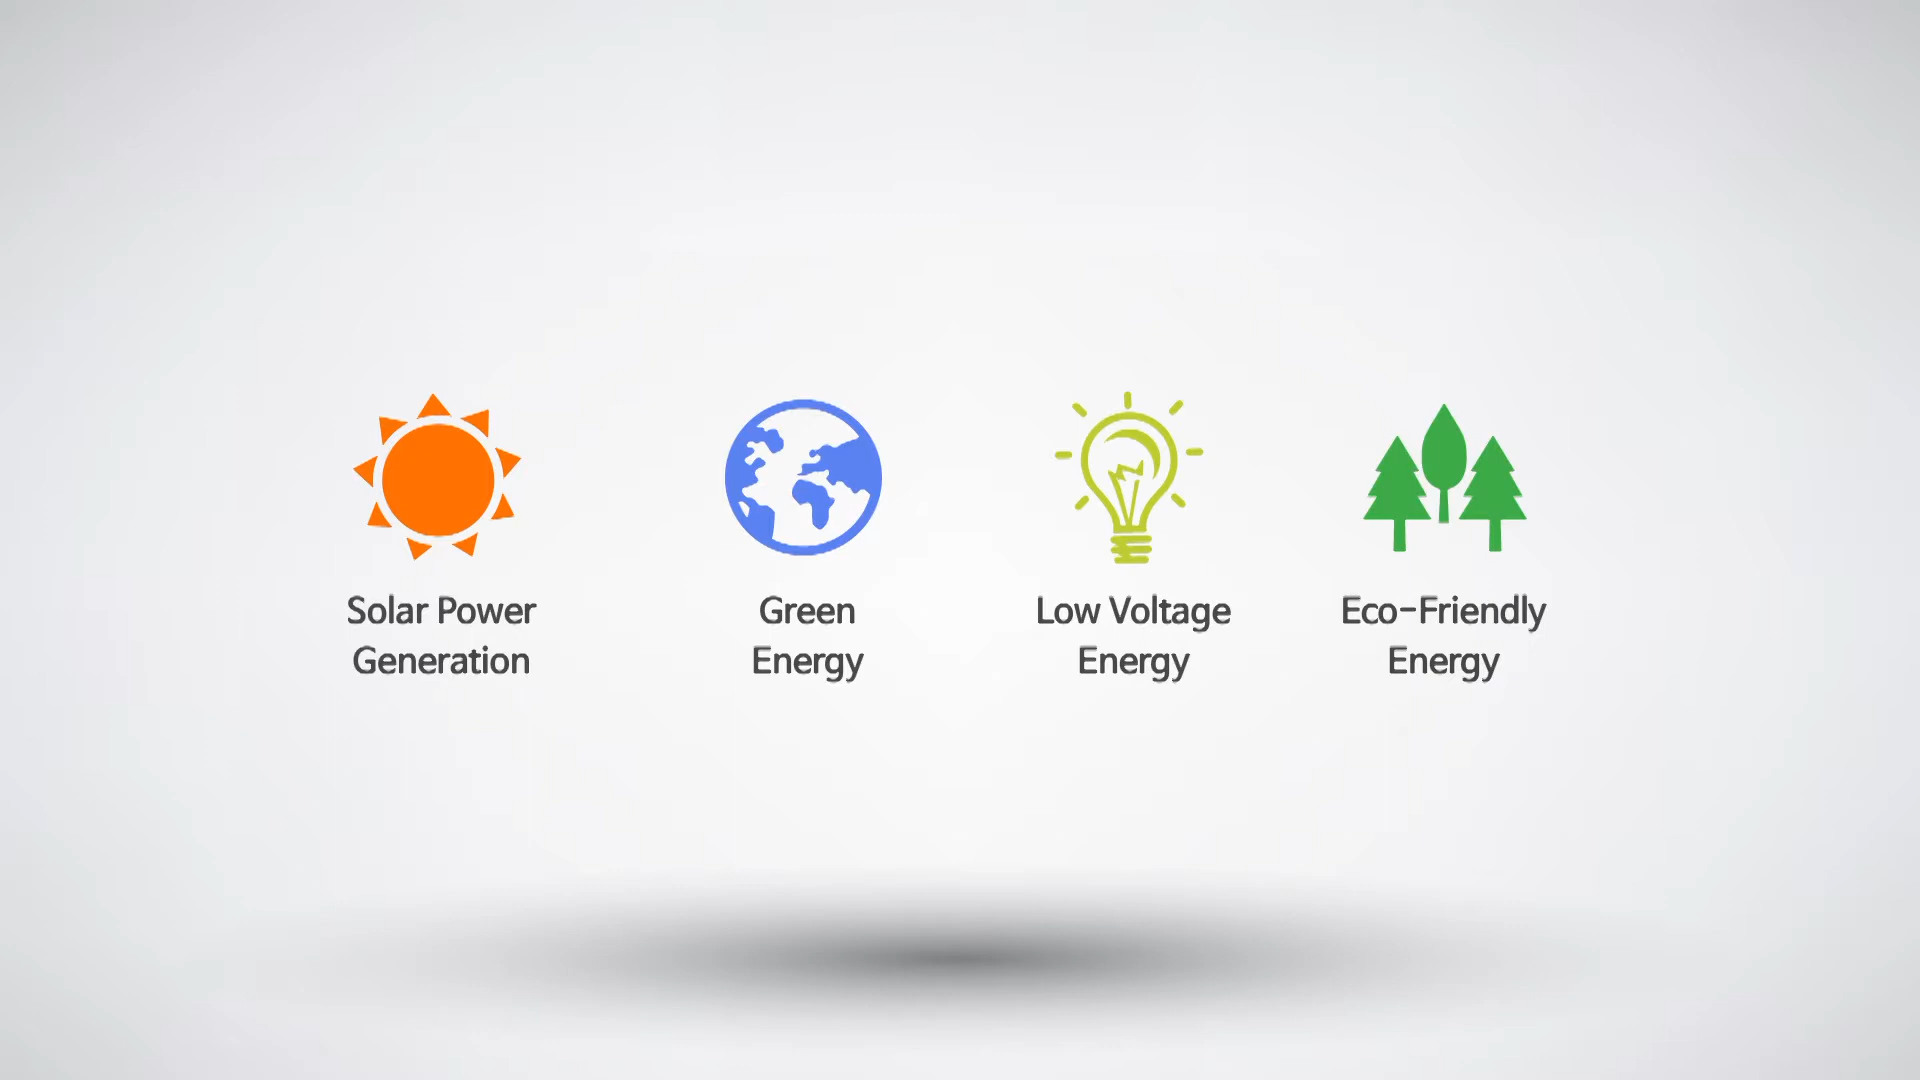 Solar Power
Generation
Green
Energy
Low Voltage
Energy
Eco-Friendly
Energy